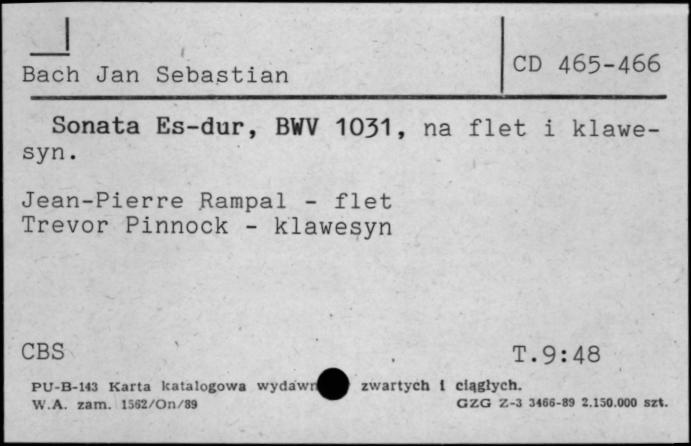 Bach Jan Sebastian
CD 465-466
Sonata Es-dur, BWV 1031, na flet i klawe-
syn.
Jean-Pierre Rampal - flet
Trevor Pinnock - klawesyn
CBS
T.9:48
PU-B-143 Karta katalogowa wydawn zwartych i ciągłych.
W.A. zam. 1562/On/89
GZG Z-3 3466-89 2.150.000 szt.